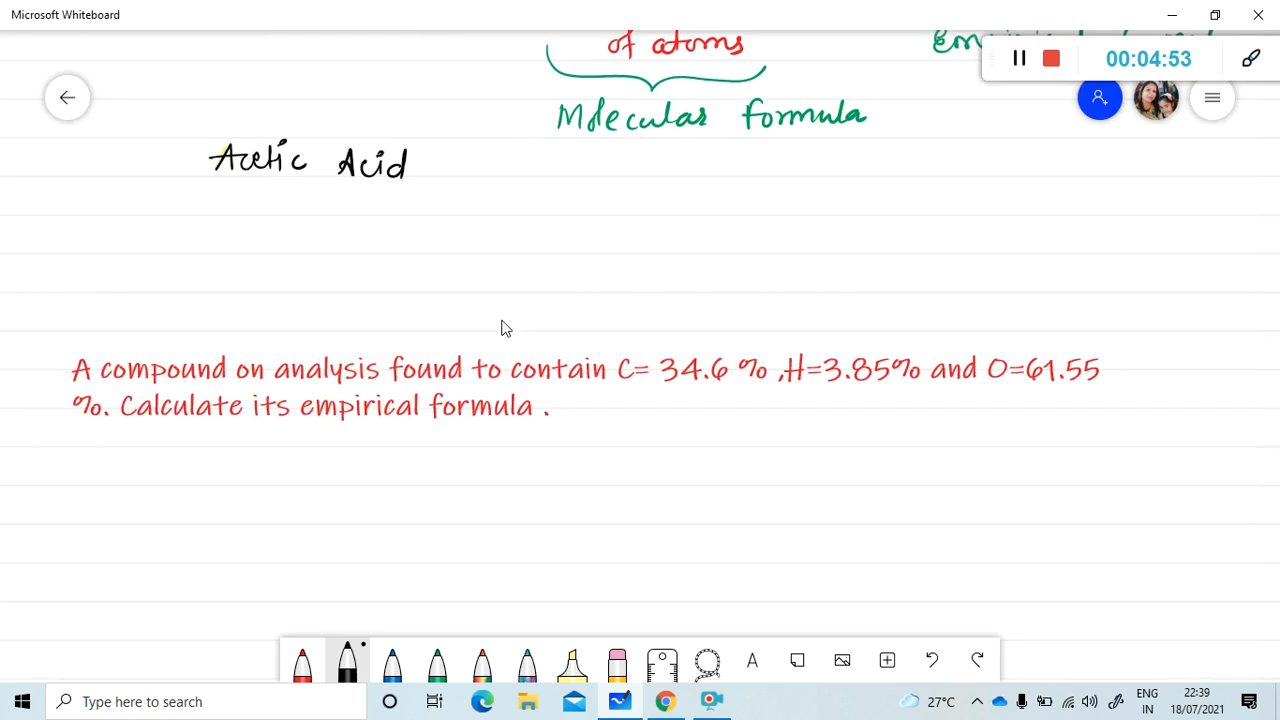 Microsoft Whiteboard
of atoms
00:04:53
Molecular formula
Acetic Acid
A compound on analysis found to contain C= 34.6 % ,H=3.85% and O=61.55
%. Calculate its empirical formula .
A
Type here to search
27°C
ENG
IN
22:39
18/07/2021